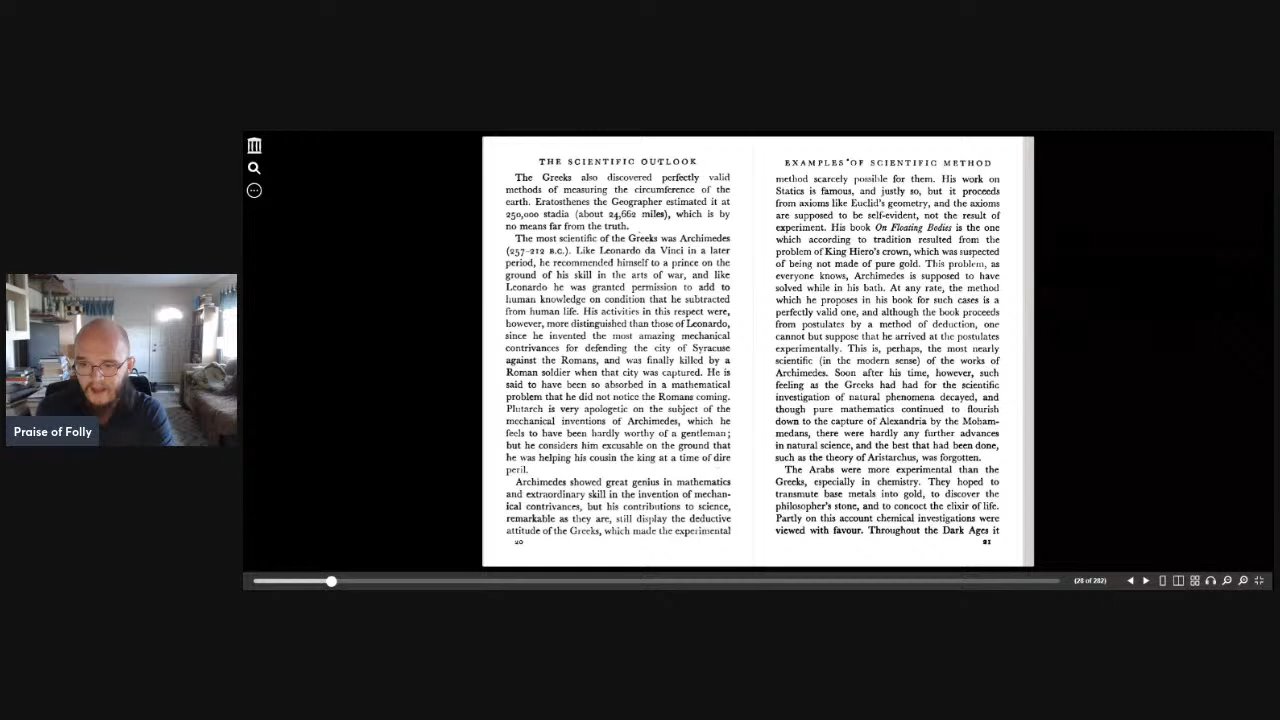 Praise of Folly
THE SCIENTIFIC OUTLOOK
The Greeks also discovered perfectly valid
methods of measuring the circumference of the
earth. Eratosthenes the Geographer estimated it at
250,000 stadia (about 24,662 miles), which is by
no means far from the truth.
The most scientific of the Greeks was Archimedes
(257–212 B.C.). Like Leonardo da Vinci in a later
period, he recommended himself to a prince on the
ground of his skill in the arts of war, and like
Leonardo he was granted permission to add to
human knowledge on condition that he subtracted
from human life. His activities in this respect were,
however, more distinguished than those of Leonardo,
since he invented the most amazing mechanical
contrivances for defending the city of Syracuse
against the Romans, and was finally killed by a
Roman soldier when that city was captured. He is
said to have been so absorbed in a mathematical
problem that he did not notice the Romans coming.
Plutarch is very apologetic on the subject of the
mechanical inventions of Archimedes, which he
feels to have been hardly worthy of a gentleman;
but he considers him excusable on the ground that
he was helping his cousin the king at a time of dire
peril.
Archimedes showed great genius in mathematics
and extraordinary skill in the invention of mechan-
ical contrivances, but his contributions to science,
remarkable as they are, still display the deductive
attitude of the Greeks, which made the experimental
20
EXAMPLES OF SCIENTIFIC METHOD
method scarcely possible for them. His work on
Statics is famous, and justly so, but it proceeds
from axioms like Euclid's geometry, and the axioms
are supposed to be self-evident, not the result of
experiment. His book On Floating Bodies is the one
which according to tradition resulted from the
problem of King Hiero's crown, which was suspected
of being not made of pure gold. This problem, as
everyone knows, Archimedes is supposed to have
solved while in his bath. At any rate, the method
which he proposes in his book for such cases is a
perfectly valid one, and although the book proceeds
from postulates by a method of deduction, one
cannot but suppose that he arrived at the postulates
experimentally. This is, perhaps, the most nearly
scientific (in the modern sense) of the works of
Archimedes. Soon after his time, however, such
feeling as the Greeks had had for the scientific
investigation of natural phenomena decayed, and
though pure mathematics continued to flourish
down to the capture of Alexandria by the Moham-
medans, there were hardly any further advances
in natural science, and the best that had been done,
such as the theory of Aristarchus, was forgotten.
The Arabs were more experimental than the
Greeks, especially in chemistry. They hoped to
transmute base metals into gold, to discover the
philosopher's stone, and to concoct the elixir of life.
Partly on this account chemical investigations were
viewed with favour. Throughout the Dark Ages it
21
(28 of 282)